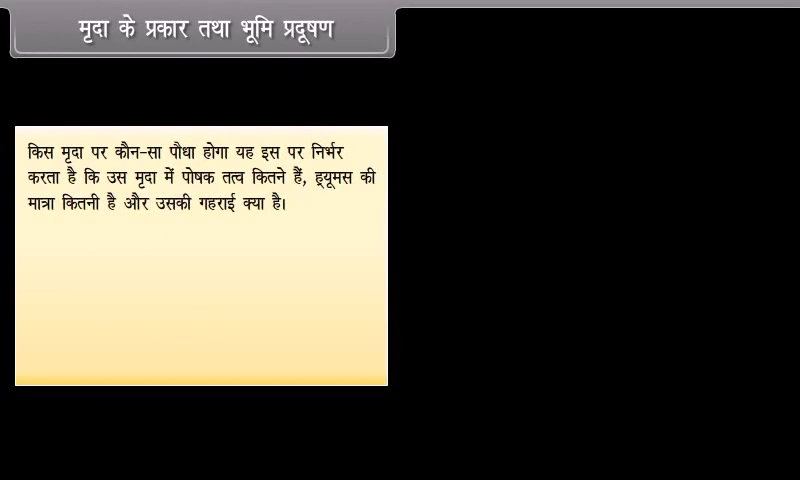 मृदा के प्रकार तथा भूमि प्रदूषण
किस मृदा पर कौन-सा पौधा होगा यह इस पर निर्भर
करता है कि उस मृदा में पोषक तत्व कितने हैं, ह्यूमस की
मात्रा कितनी है और उसकी गहराई क्या है।